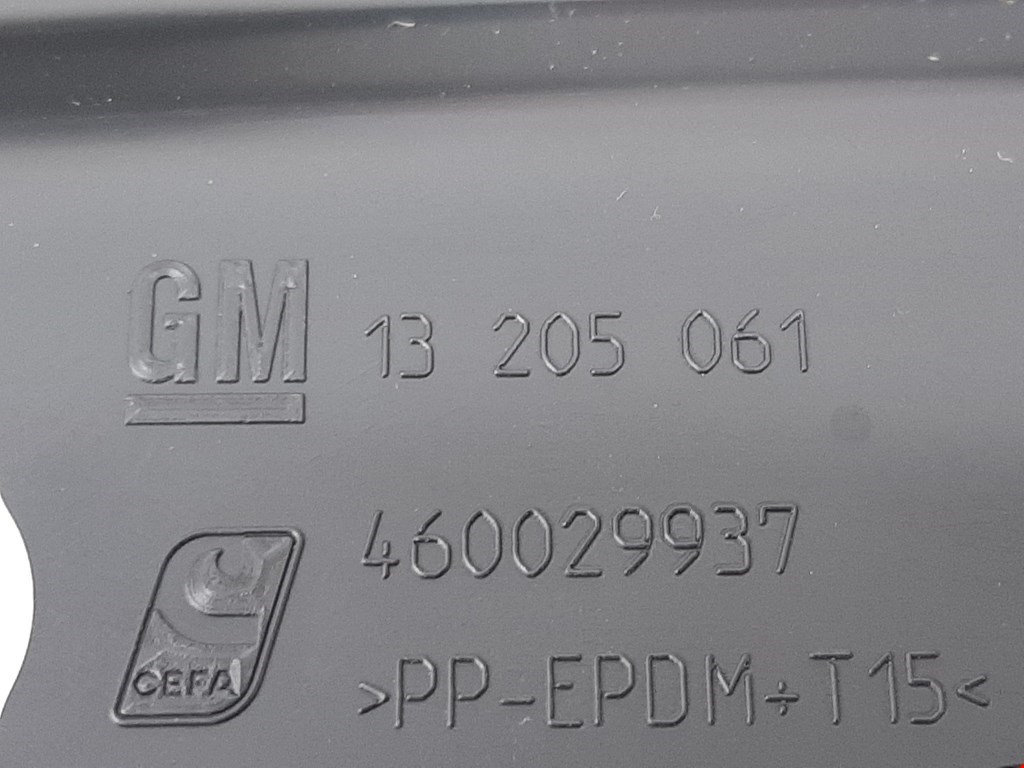 GM 13 205 061
460029937
CEFA
>PP-EPDM÷T15<